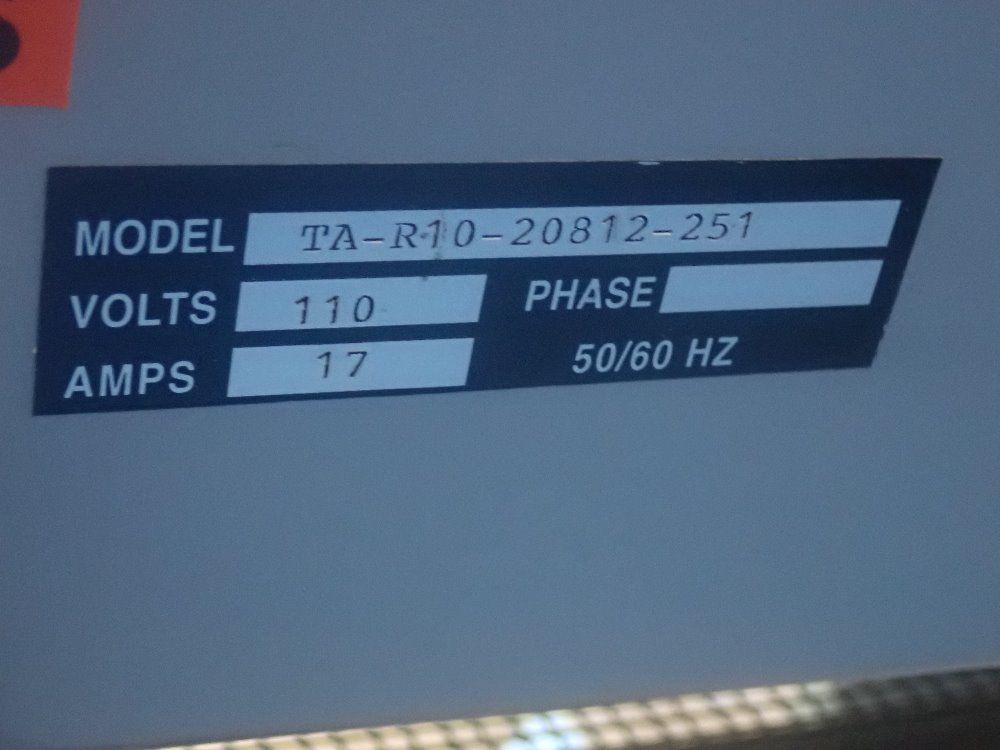 MODEL TA-R10-20812-251
VOLTS 110 PHASE
AMPS 17 50/60 HZ